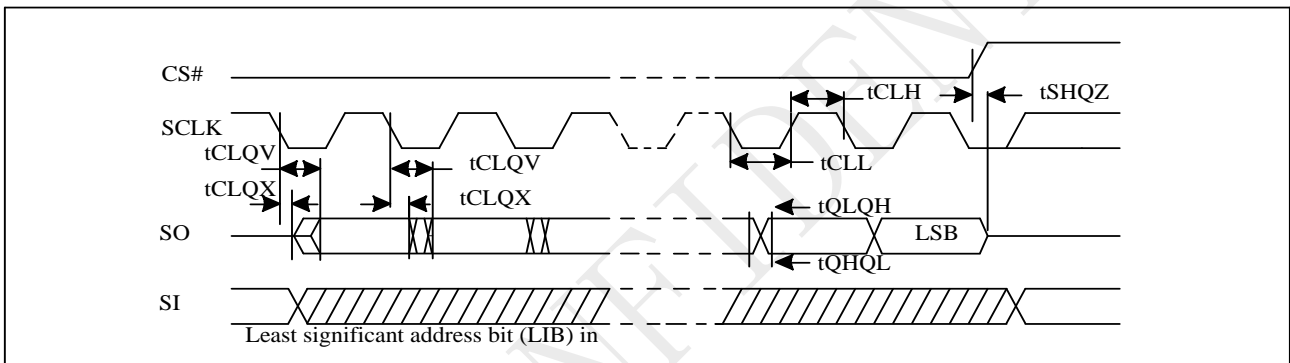 CS#
tCLH
tSHQZ
SCLK
tCLQV
tCLQV
tCLL
tCLQX
tCLQX
tQLQH
SO
LSB
tQHQL
SI
Least significant address bit (LIB) in